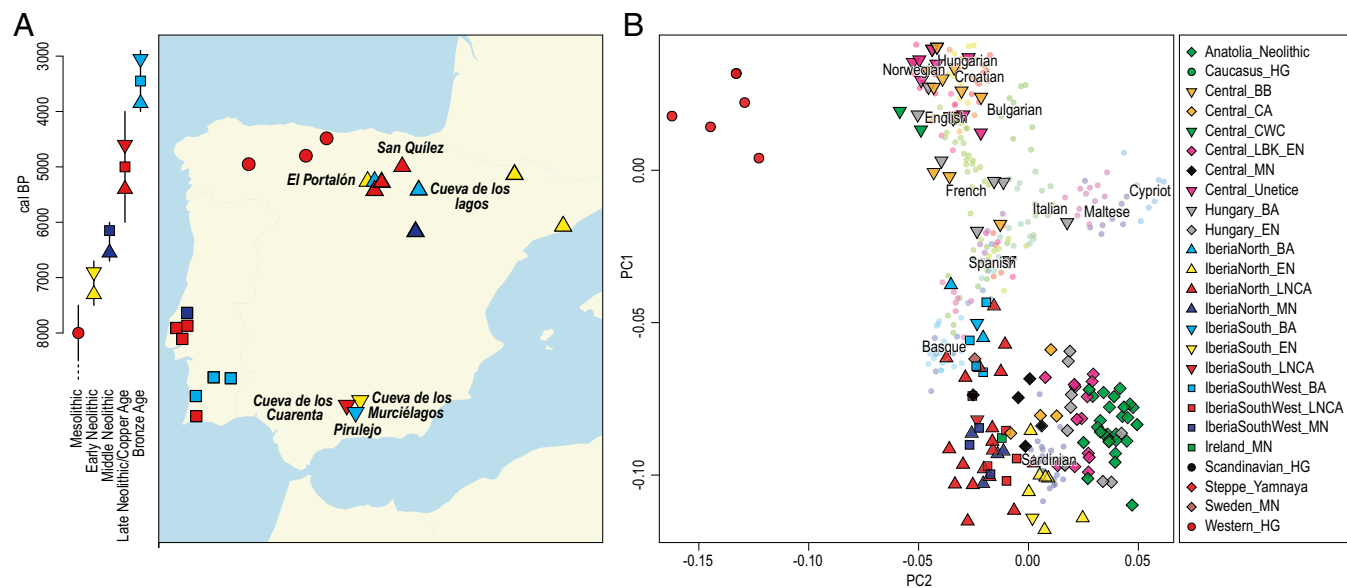 A
cal BP
3000
4000
5000
6000
7000
8000
Mesolithic
Early Neolithic
Middle Neolithic
Late Neolithic/Copper Age
Bronze Age
San Quílez
El Portalón
Cueva de los
lagos
Cueva de los
Cuarenta
Cueva de los
Murciélagos
Pirulejo
B
PC1
0.00
-0.05
-0.10
-0.15
-0.10
-0.05
0.00
0.05
PC2
Hungarian
Norwegian
Croatian
Bulgarian
English
French
Italian
Maltese
Cypriot
Spanish
Basque
Sardinian
Anatolia_Neolithic
Caucasus_HG
Central_BB
Central_CA
Central_CWC
Central_LBK_EN
Central_MN
Central_Unetice
Hungary_BA
Hungary_EN
IberiaNorth_BA
IberiaNorth_EN
IberiaNorth_LNCA
IberiaNorth_MN
IberiaSouth_BA
IberiaSouth_EN
IberiaSouth_LNCA
IberiaSouthWest_BA
IberiaSouthWest_LNCA
IberiaSouthWest_MN
Ireland_MN
Scandinavian_HG
Steppe_Yamnaya
Sweden_MN
Western_HG